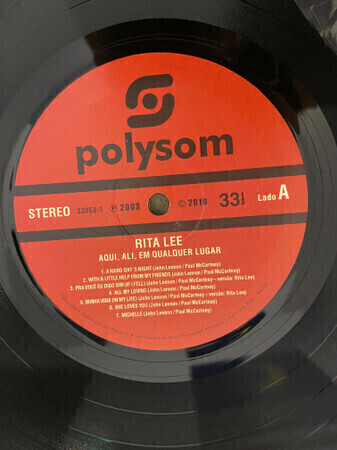 polysom
STEREO 33056-1 ℗ 2003 © 2010 33 Lado A
RITA LEE
AQUI, ALI, EM QUALQUER LUGAR
1. A HARD DAY'S NIGHT (John Lennon / Paul McCartney)
2. WITH A LITTLE HELP FROM MY FRIENDS (John Lennon / Paul McCartney)
3. PRA VOCÊ EU DIGO SIM (IF I FELL) (John Lennon / Paul McCartney - versão: Rita Lee)
4. ALL MY LOVING (John Lennon / Paul McCartney)
5. MINHA VIDA (IN MY LIFE) (John Lennon / Paul McCartney - versão: Rita Lee)
6. SHE LOVES YOU (John Lennon / Paul McCartney)
7. MICHELLE (John Lennon / Paul McCartney)